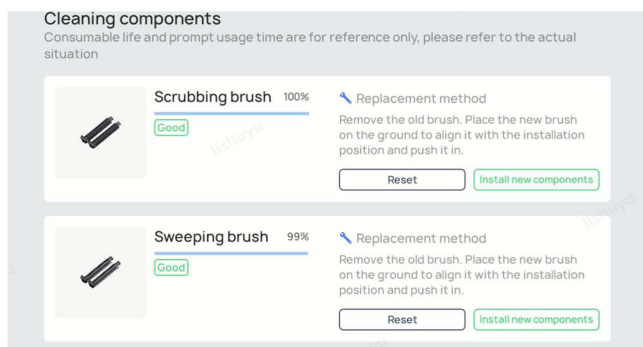 Cleaning components
Consumable life and prompt usage time are for reference only, please refer to the actual
situation
Scrubbing brush 100%
Good
Replacement method
Remove the old brush. Place the new brush
on the ground to align it with the installation
position and push it in.
Reset
Install new components
Sweeping brush 99%
Good
Replacement method
Remove the old brush. Place the new brush
on the ground to align it with the installation
position and push it in.
Reset
Install new components
lishuyu
lishuyu